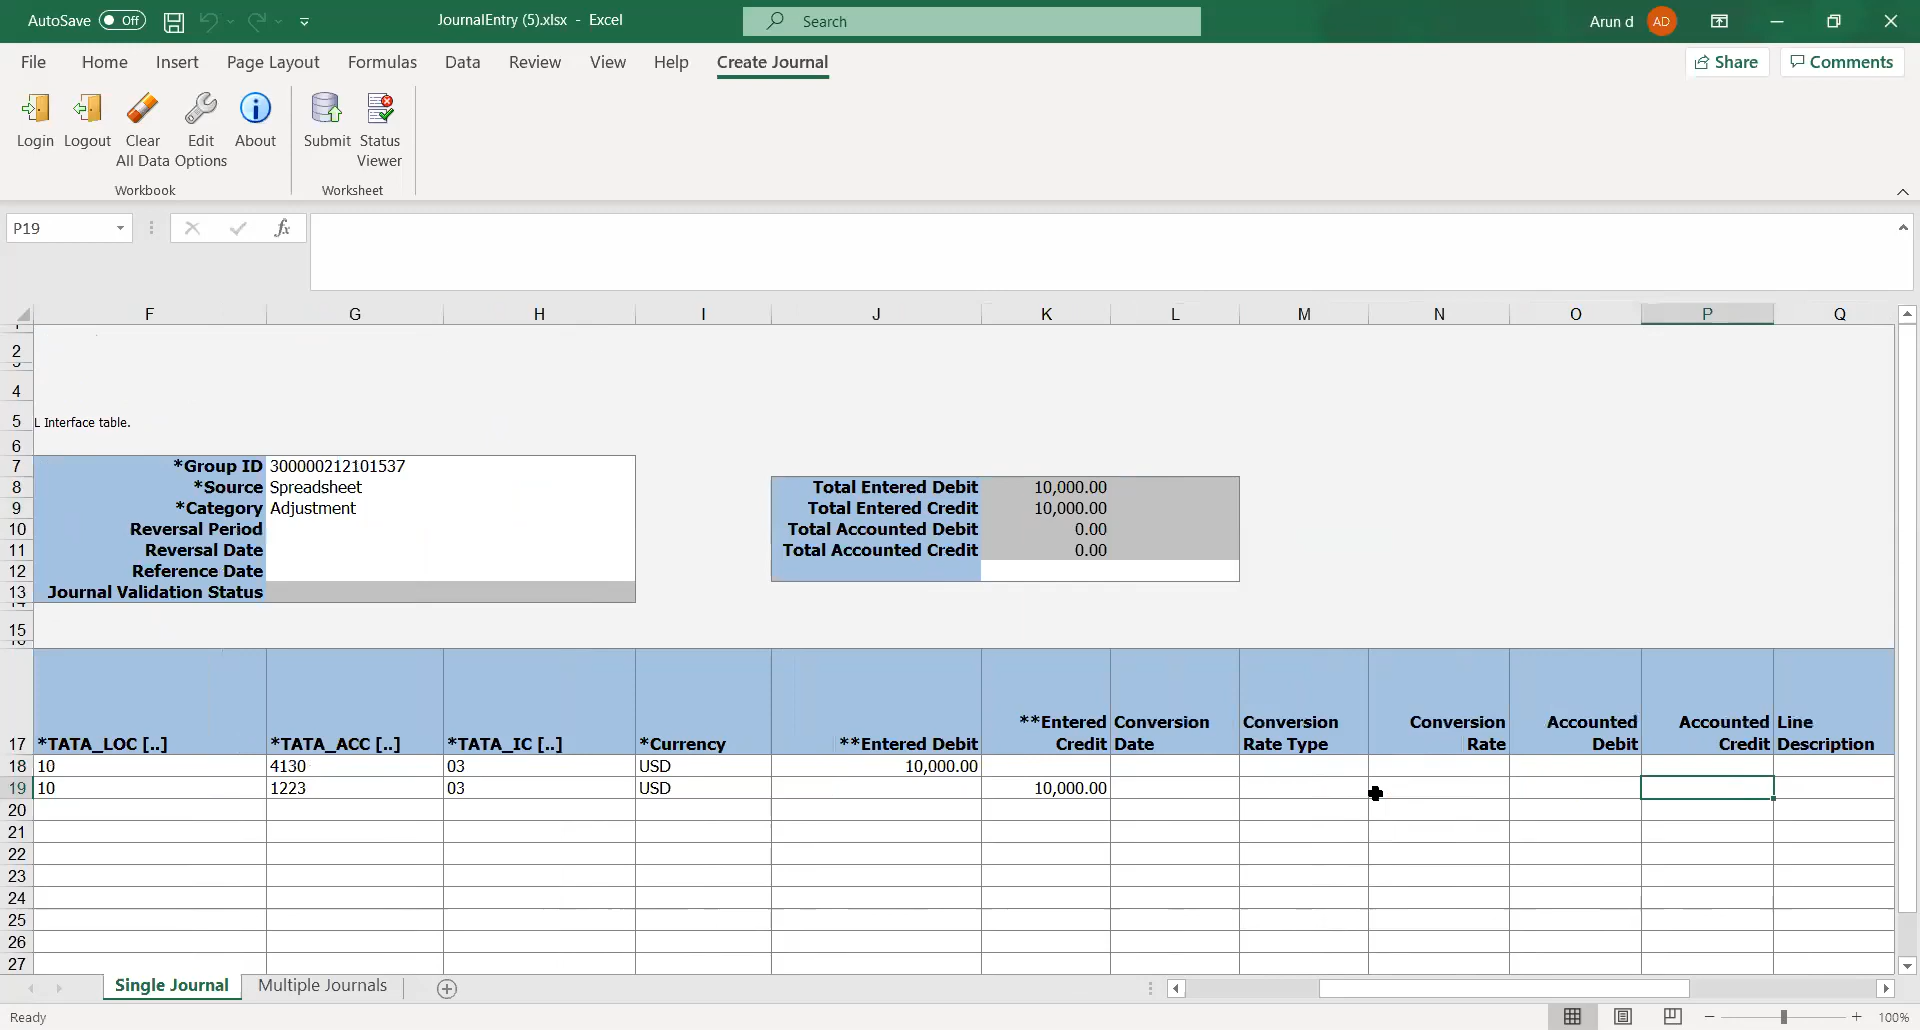 AutoSave Off JournalEntry (5).xlsx - Excel Search Arun d AD
File Home Insert Page Layout Formulas Data Review View Help Create Journal Share Comments
Login Logout Clear All Data Edit Options About Submit Status Viewer
Workbook Worksheet
P19 fx
F G H I J K L M N O P Q
2
4
5 L Interface table.
6
7 *Group ID 300000212101537
8 *Source Spreadsheet Total Entered Debit 10,000.00
9 *Category Adjustment Total Entered Credit 10,000.00
10 Reversal Period Total Accounted Debit 0.00
11 Reversal Date Total Accounted Credit 0.00
12 Reference Date
13 Journal Validation Status
15
17 *TATA_LOC [..] *TATA_ACC [..] *TATA_IC [..] *Currency **Entered Debit **Entered Credit Conversion Date Conversion Rate Type Conversion Rate Accounted Debit Accounted Credit Line Description
18 10 4130 03 USD 10,000.00
19 10 1223 03 USD 10,000.00
20
21
22
23
24
25
26
27
Single Journal Multiple Journals
Ready 100%